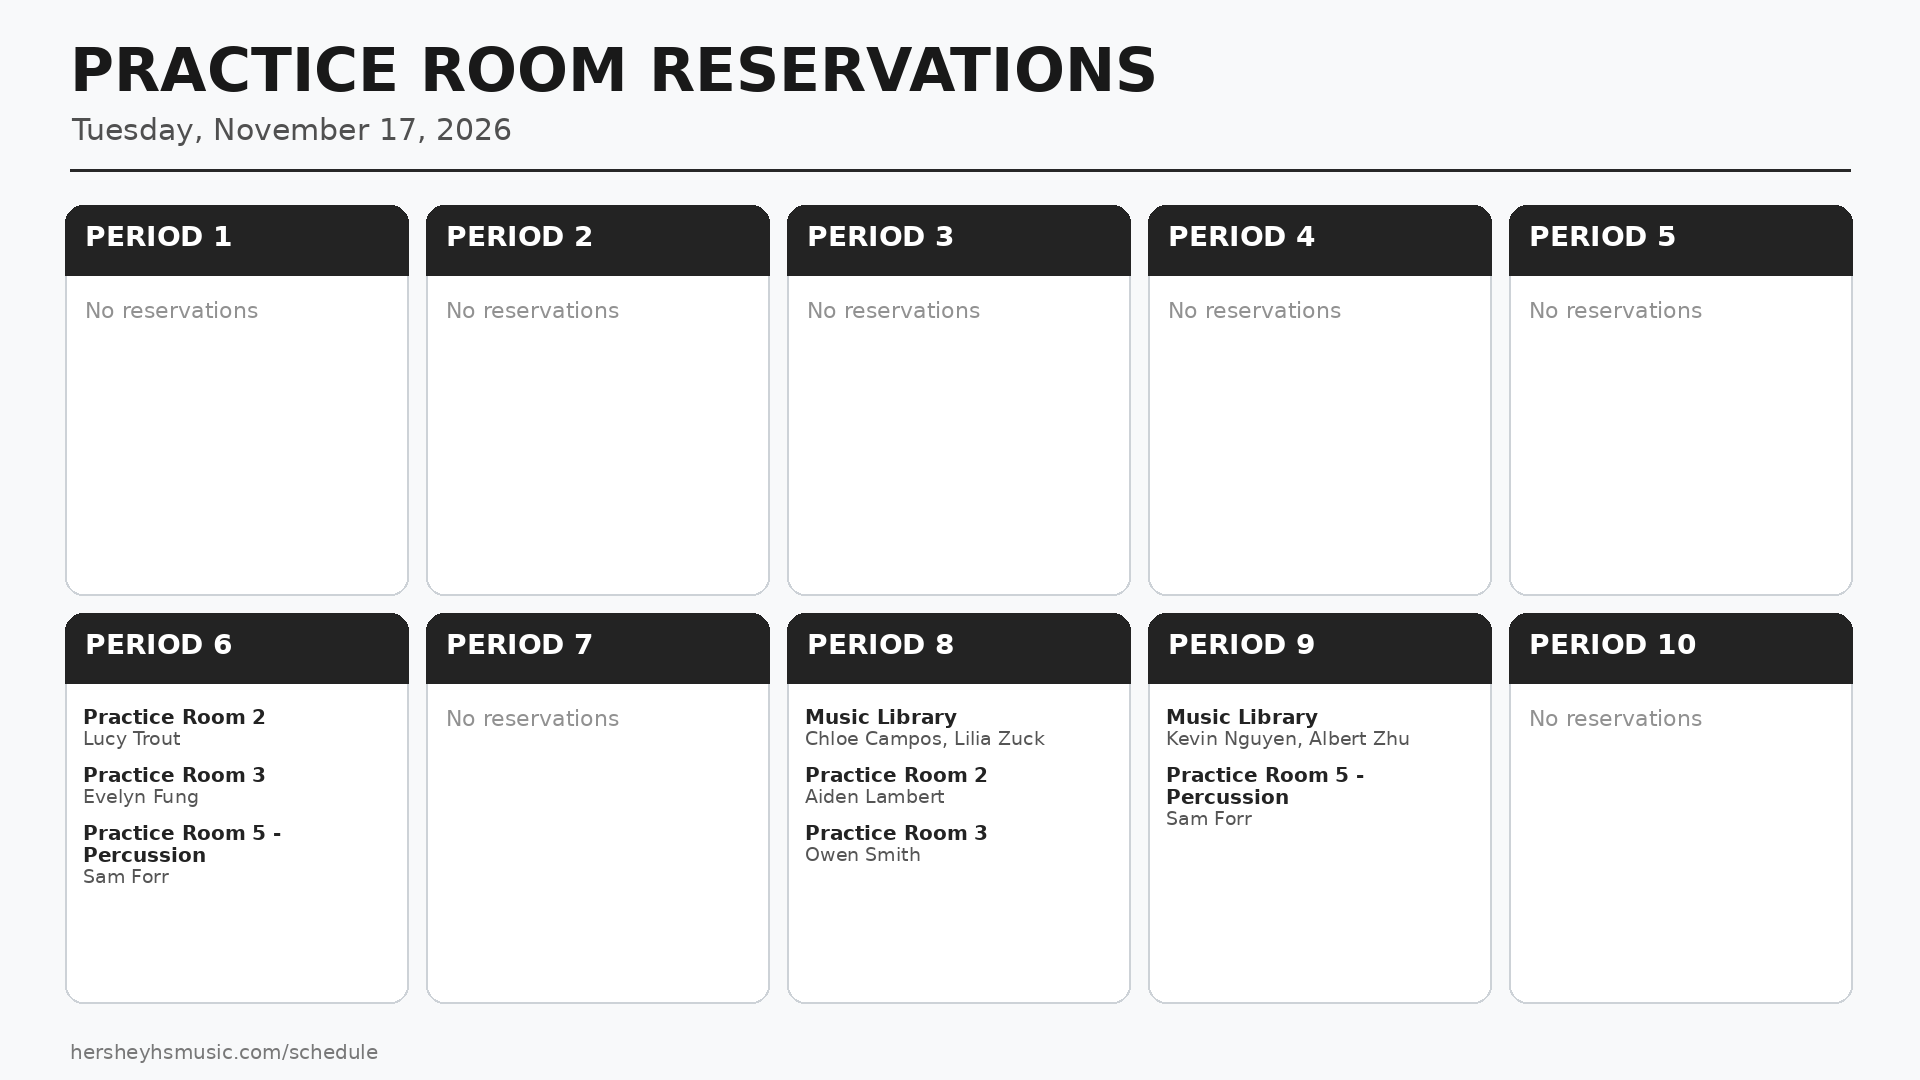 PRACTICE ROOM RESERVATIONS
Tuesday, November 17, 2026
PERIOD 1
No reservations
PERIOD 2
No reservations
PERIOD 3
No reservations
PERIOD 4
No reservations
PERIOD 5
No reservations
PERIOD 6
Practice Room 2
Lucy Trout
Practice Room 3
Evelyn Fung
Practice Room 5 -
Percussion
Sam Forr
PERIOD 7
No reservations
PERIOD 8
Music Library
Chloe Campos, Lilia Zuck
Practice Room 2
Aiden Lambert
Practice Room 3
Owen Smith
PERIOD 9
Music Library
Kevin Nguyen, Albert Zhu
Practice Room 5 -
Percussion
Sam Forr
PERIOD 10
No reservations
hersheyhsmusic.com/schedule